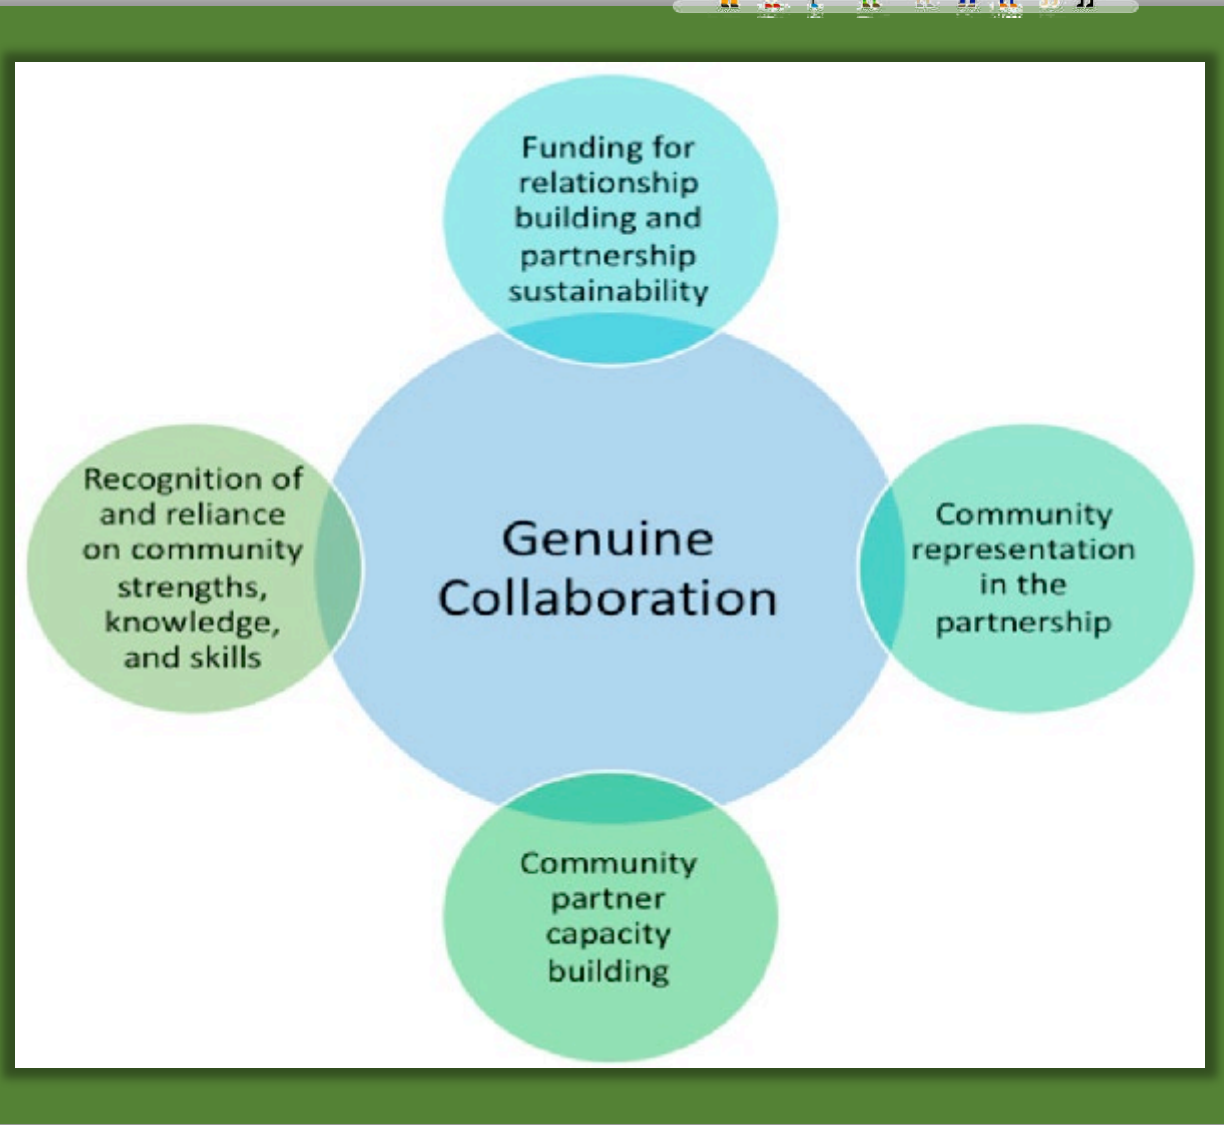 Funding for
relationship
building and
partnership
sustainability
Recognition of
and reliance
on community
strengths,
knowledge,
and skills
Genuine
Collaboration
Community
representation
in the
partnership
Community
partner
capacity
building